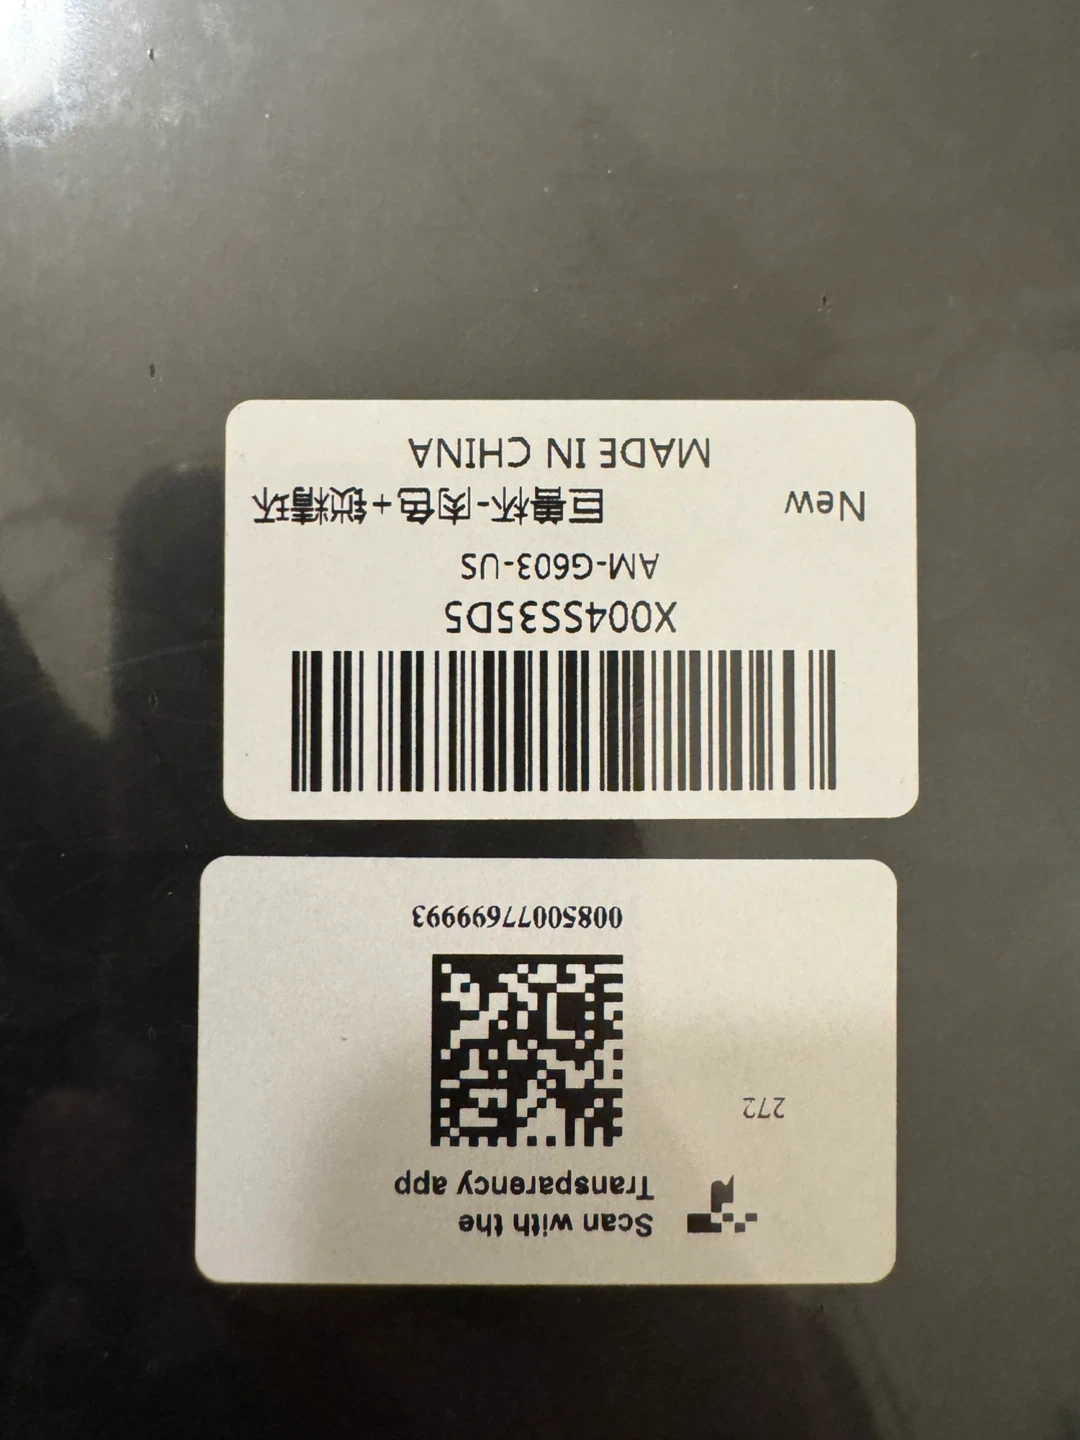 Scan with the
Transparency app
272
00850077699993
X004SS35D5
AM-G603-US
New
巨兽杯-肉色+锁精环
MADE IN CHINA